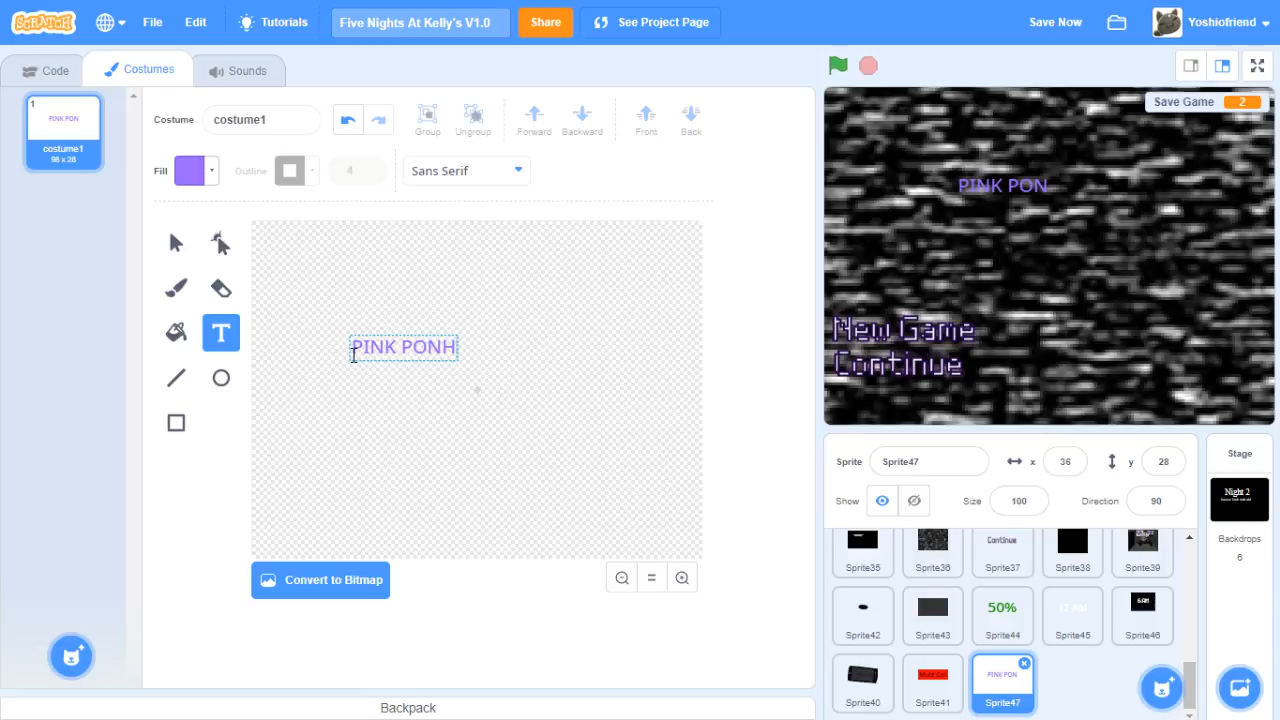 SCRATCH File Edit Tutorials Five Nights At Kelly's V1.0 Share See Project Page Save Now Yoshiofriend
Code Costumes Sounds
1
PINK PON
costume1
98 x 28
Costume costume1 Group Ungroup Forward Backward Front Back
Fill Outline 4 Sans Serif
T
PINK PONH
Convert to Bitmap
Save Game 2
PINK PON
New Game
Continue
Sprite Sprite47 x 36 y 28
Show Size 100 Direction 90
Sprite35 Continue Sprite37 Sprite36 Sprite38 Sprite39
Sprite42 Sprite43 50% Sprite44 12 AM Sprite45 6 AM Sprite46
Sprite40 Sprite41 PINK PON Sprite47
Stage
Night 2
Backdrops
6
Backpack